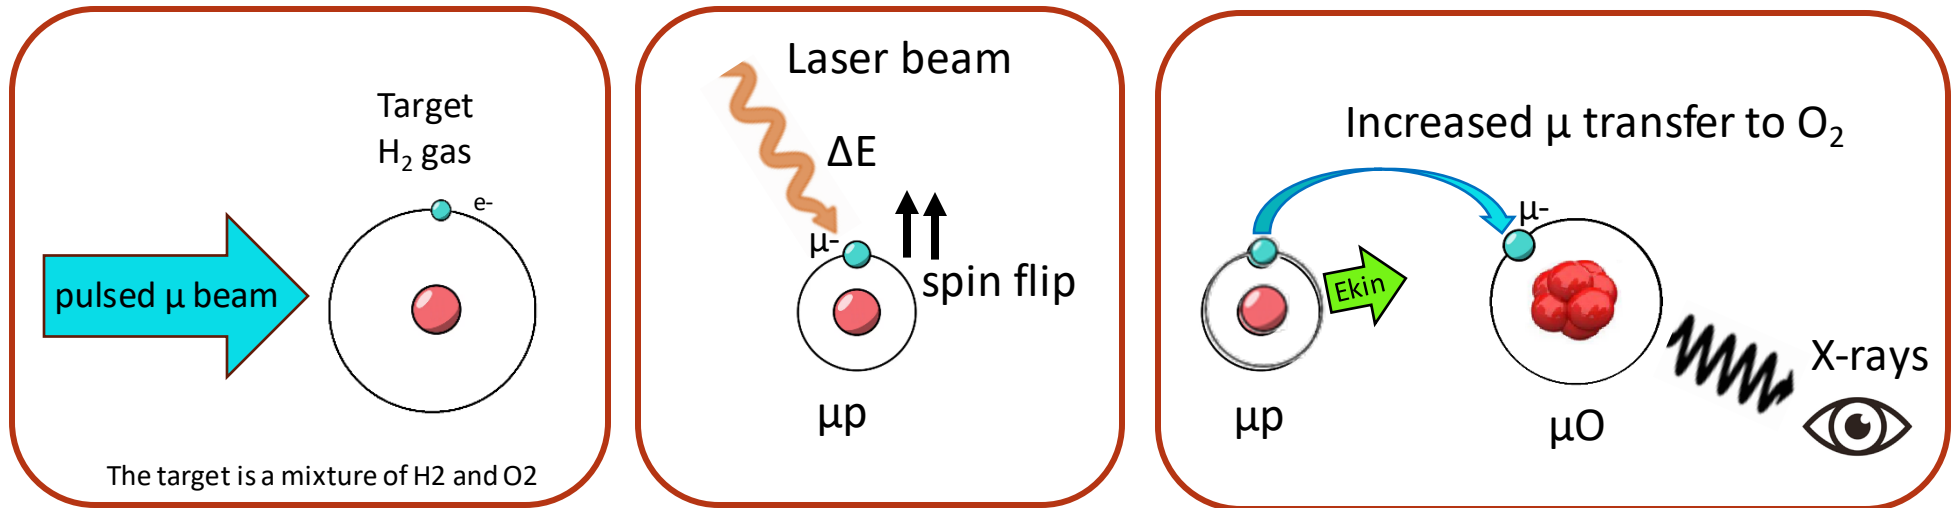 Target
H₂ gas
e-
pulsed μ beam
The target is a mixture of H2 and O2
Laser beam
ΔE
μ-
spin flip
μp
Increased μ transfer to O₂
μ-
Ekin
X-rays
μp
μO